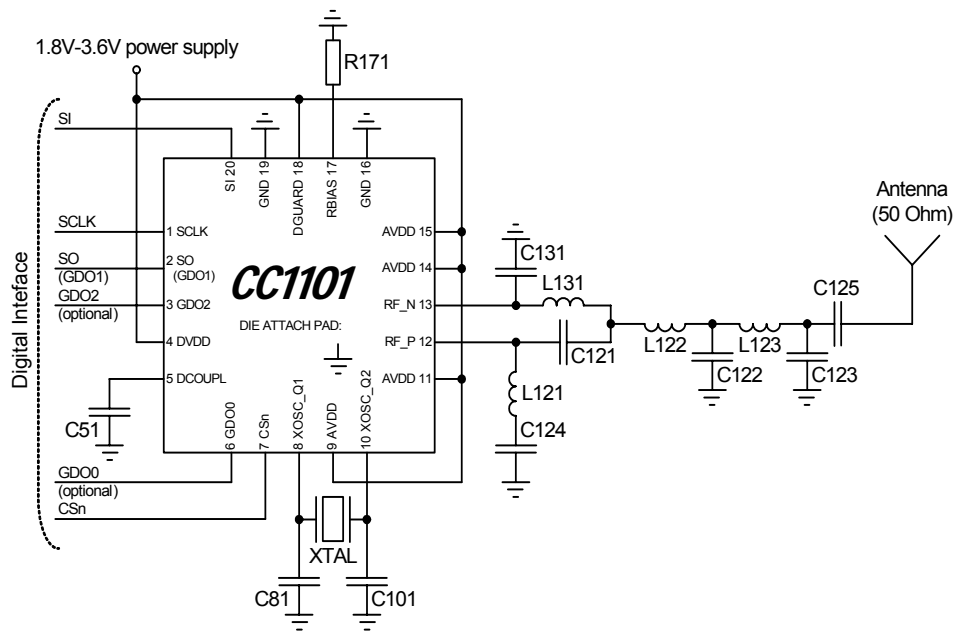 1.8V-3.6V power supply
R171
Digital Inteface
SI
SCLK
SO
(GDO1)
GDO2
(optional)
GDO0
(optional)
CSn
SI 20
GND 19
DGUARD 18
RBIAS 17
GND 16
1 SCLK
2 SO
(GDO1)
3 GDO2
4 DVDD
5 DCOUPL
CC1101
DIE ATTACH PAD:
AVDD 15
AVDD 14
RF_N 13
RF_P 12
AVDD 11
6 GDO0
7 CSn
8 XOSC_Q1
9 AVDD
10 XOSC_Q2
C51
XTAL
C81
C101
C131
L131
C121
L121
C124
L122
C122
L123
C123
C125
Antenna
(50 Ohm)